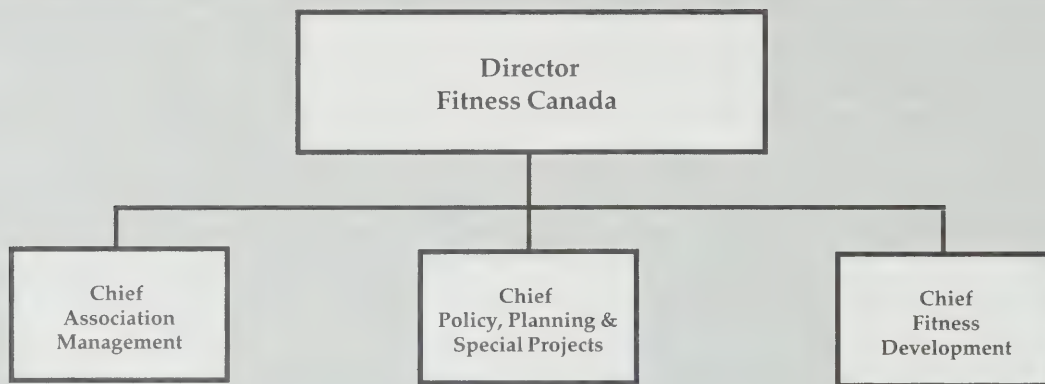 Director
Fitness Canada
Chief
Association
Management
Chief
Policy, Planning &
Special Projects
Chief
Fitness
Development